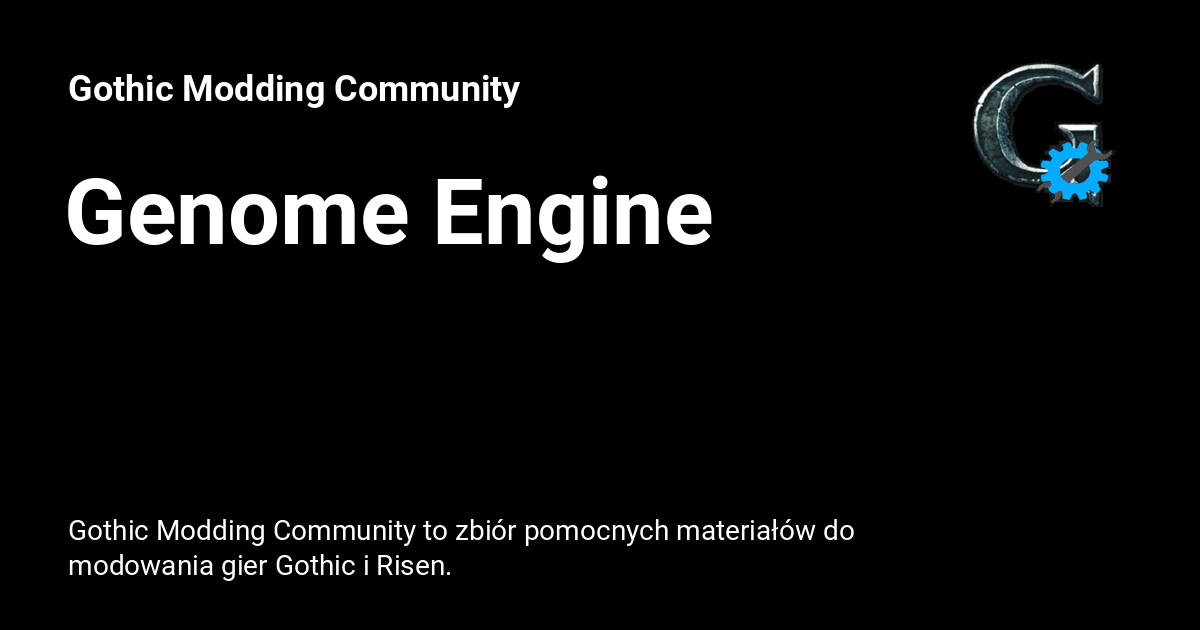 Gothic Modding Community
Genome Engine
Gothic Modding Community to zbiór pomocnych materiałów do
modowania gier Gothic i Risen.